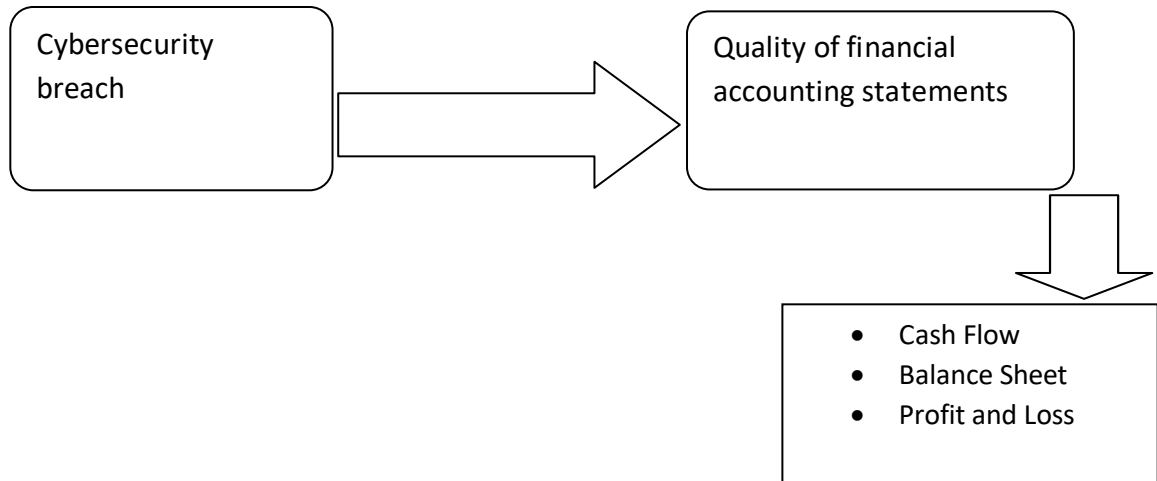 Cybersecurity
breach
Quality of financial
accounting statements
• Cash Flow
• Balance Sheet
• Profit and Loss